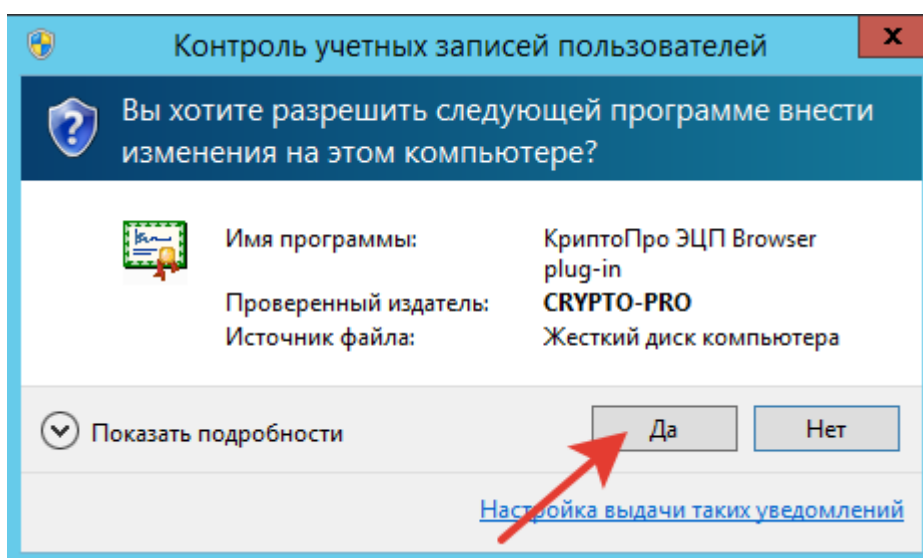 Контроль учетных записей пользователей
Вы хотите разрешить следующей программе внести
изменения на этом компьютере?
Имя программы: КриптоПро ЭЦП Browser
plug-in
Проверенный издатель: CRYPTO-PRO
Источник файла: Жесткий диск компьютера
Показать подробности Да Нет
Настройка выдачи таких уведомлений